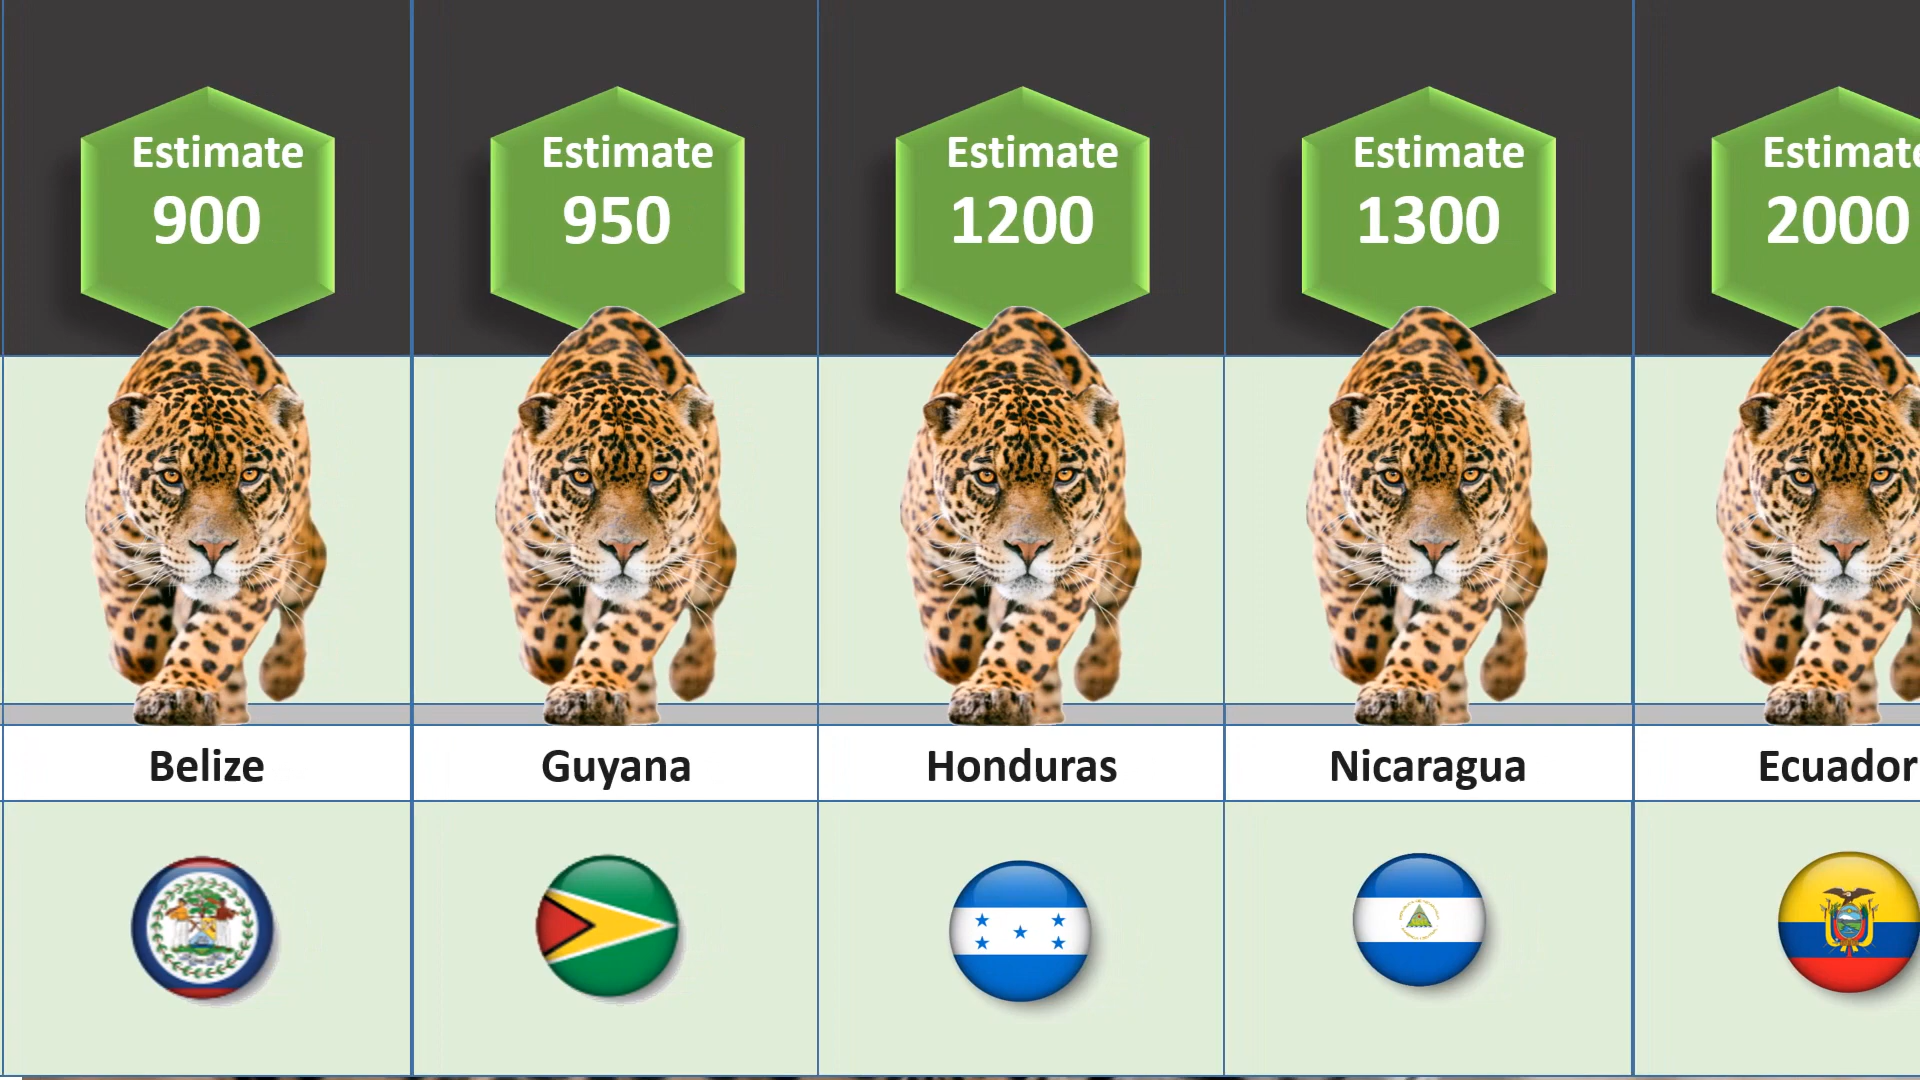 Estimate
900
Estimate
950
Estimate
1200
Estimate
1300
Estimate
2000
Belize
Guyana
Honduras
Nicaragua
Ecuador